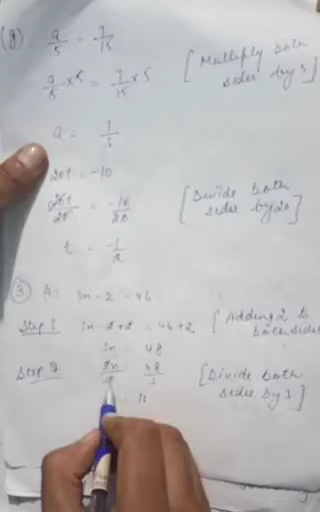 (g) a/5 = 7/15
a/5 × 5 = 7/15 × 5 [Multiply both sides by 5]
a = 7/3
20t = -10
20t/20 = -10/20 [Divide both sides by 20]
t = -1/2
(3) 3n - 2 = 46
Step 1 3n - 2 + 2 = 46 + 2 [Adding 2 to both sides]
3n = 48
Step 2 3n/3 48/3 [Divide both sides by 3]